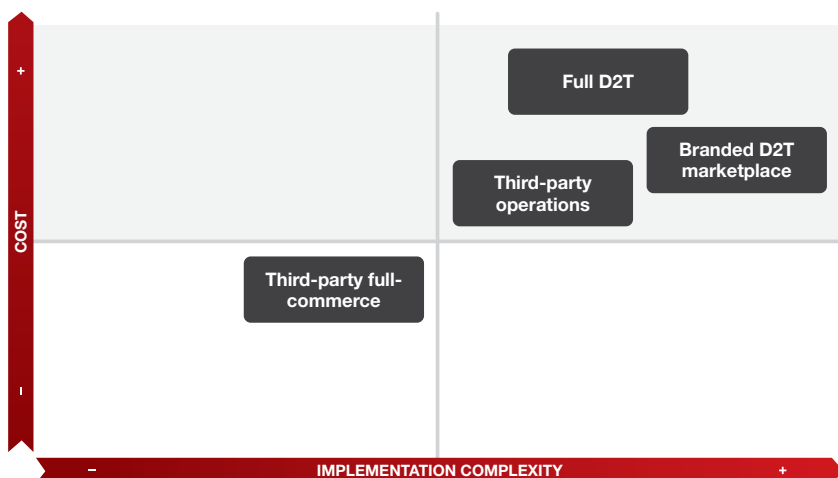 +
Full D2T
Branded D2T
marketplace
Third-party
operations
COST
Third-party full-
commerce
–
– IMPLEMENTATION COMPLEXITY +